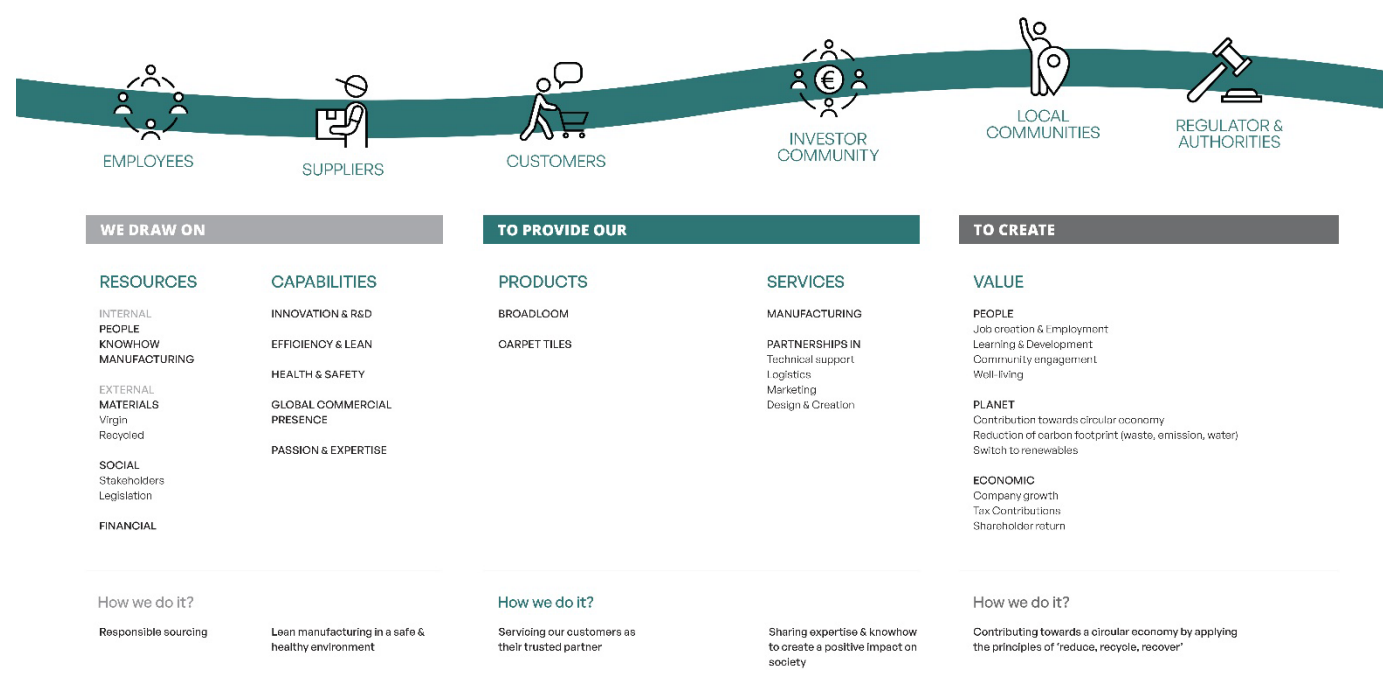 EMPLOYEES
SUPPLIERS
CUSTOMERS
€
INVESTOR
COMMUNITY
LOCAL
COMMUNITIES
REGULATOR &
AUTHORITIES
WE DRAW ON
RESOURCES
INTERNAL
PEOPLE
KNOWHOW
MANUFACTURING
EXTERNAL
MATERIALS
Virgin
Recycled
SOCIAL
Stakeholders
Legislation
FINANCIAL
CAPABILITIES
INNOVATION & R&D
EFFICIENCY & LEAN
HEALTH & SAFETY
GLOBAL COMMERCIAL
PRESENCE
PASSION & EXPERTISE
How we do it?
Responsible sourcing
Lean manufacturing in a safe &
healthy environment
TO PROVIDE OUR
PRODUCTS
BROADLOOM
CARPET TILES
SERVICES
MANUFACTURING
PARTNERSHIPS IN
Technical support
Logistics
Marketing
Design & Creation
How we do it?
Servicing our customers as
their trusted partner
Sharing expertise & knowhow
to create a positive impact on
society
TO CREATE
VALUE
PEOPLE
Job creation & Employment
Learning & Development
Community engagement
Well-living
PLANET
Contribution towards circular economy
Reduction of carbon footprint (waste, emission, water)
Switch to renewables
ECONOMIC
Company growth
Tax Contributions
Shareholder return
How we do it?
Contributing towards a circular economy by applying
the principles of ‘reduce, recycle, recover’